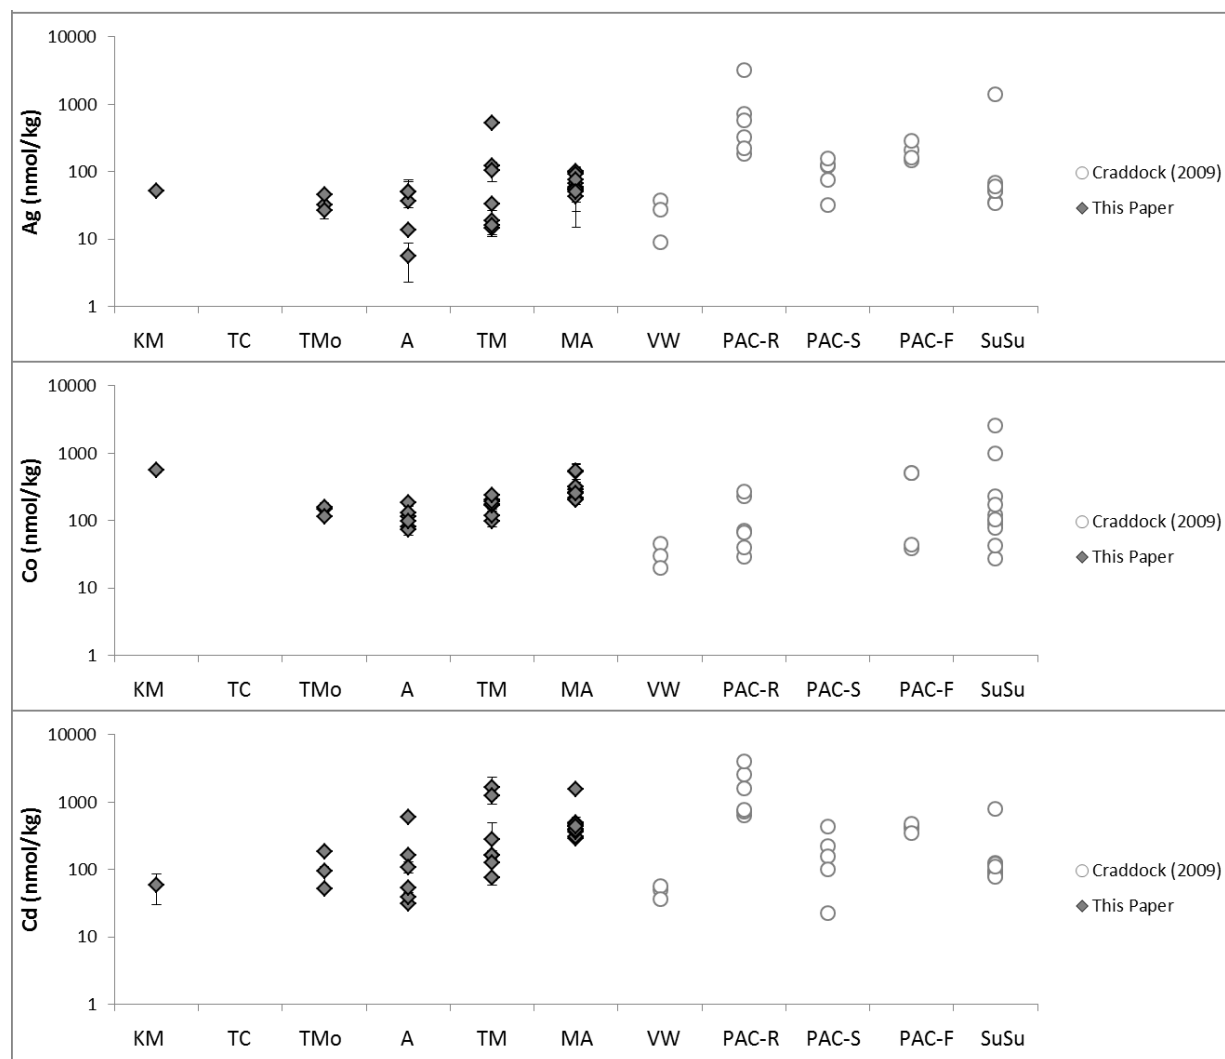 10000
1000
100
10
1
Ag (nmol/kg)
KM TC TMo A TM MA VW PAC-R PAC-S PAC-F SuSu
Craddock (2009)
This Paper
10000
1000
100
10
1
Co (nmol/kg)
KM TC TMo A TM MA VW PAC-R PAC-S PAC-F SuSu
Craddock (2009)
This Paper
10000
1000
100
10
1
Cd (nmol/kg)
KM TC TMo A TM MA VW PAC-R PAC-S PAC-F SuSu
Craddock (2009)
This Paper